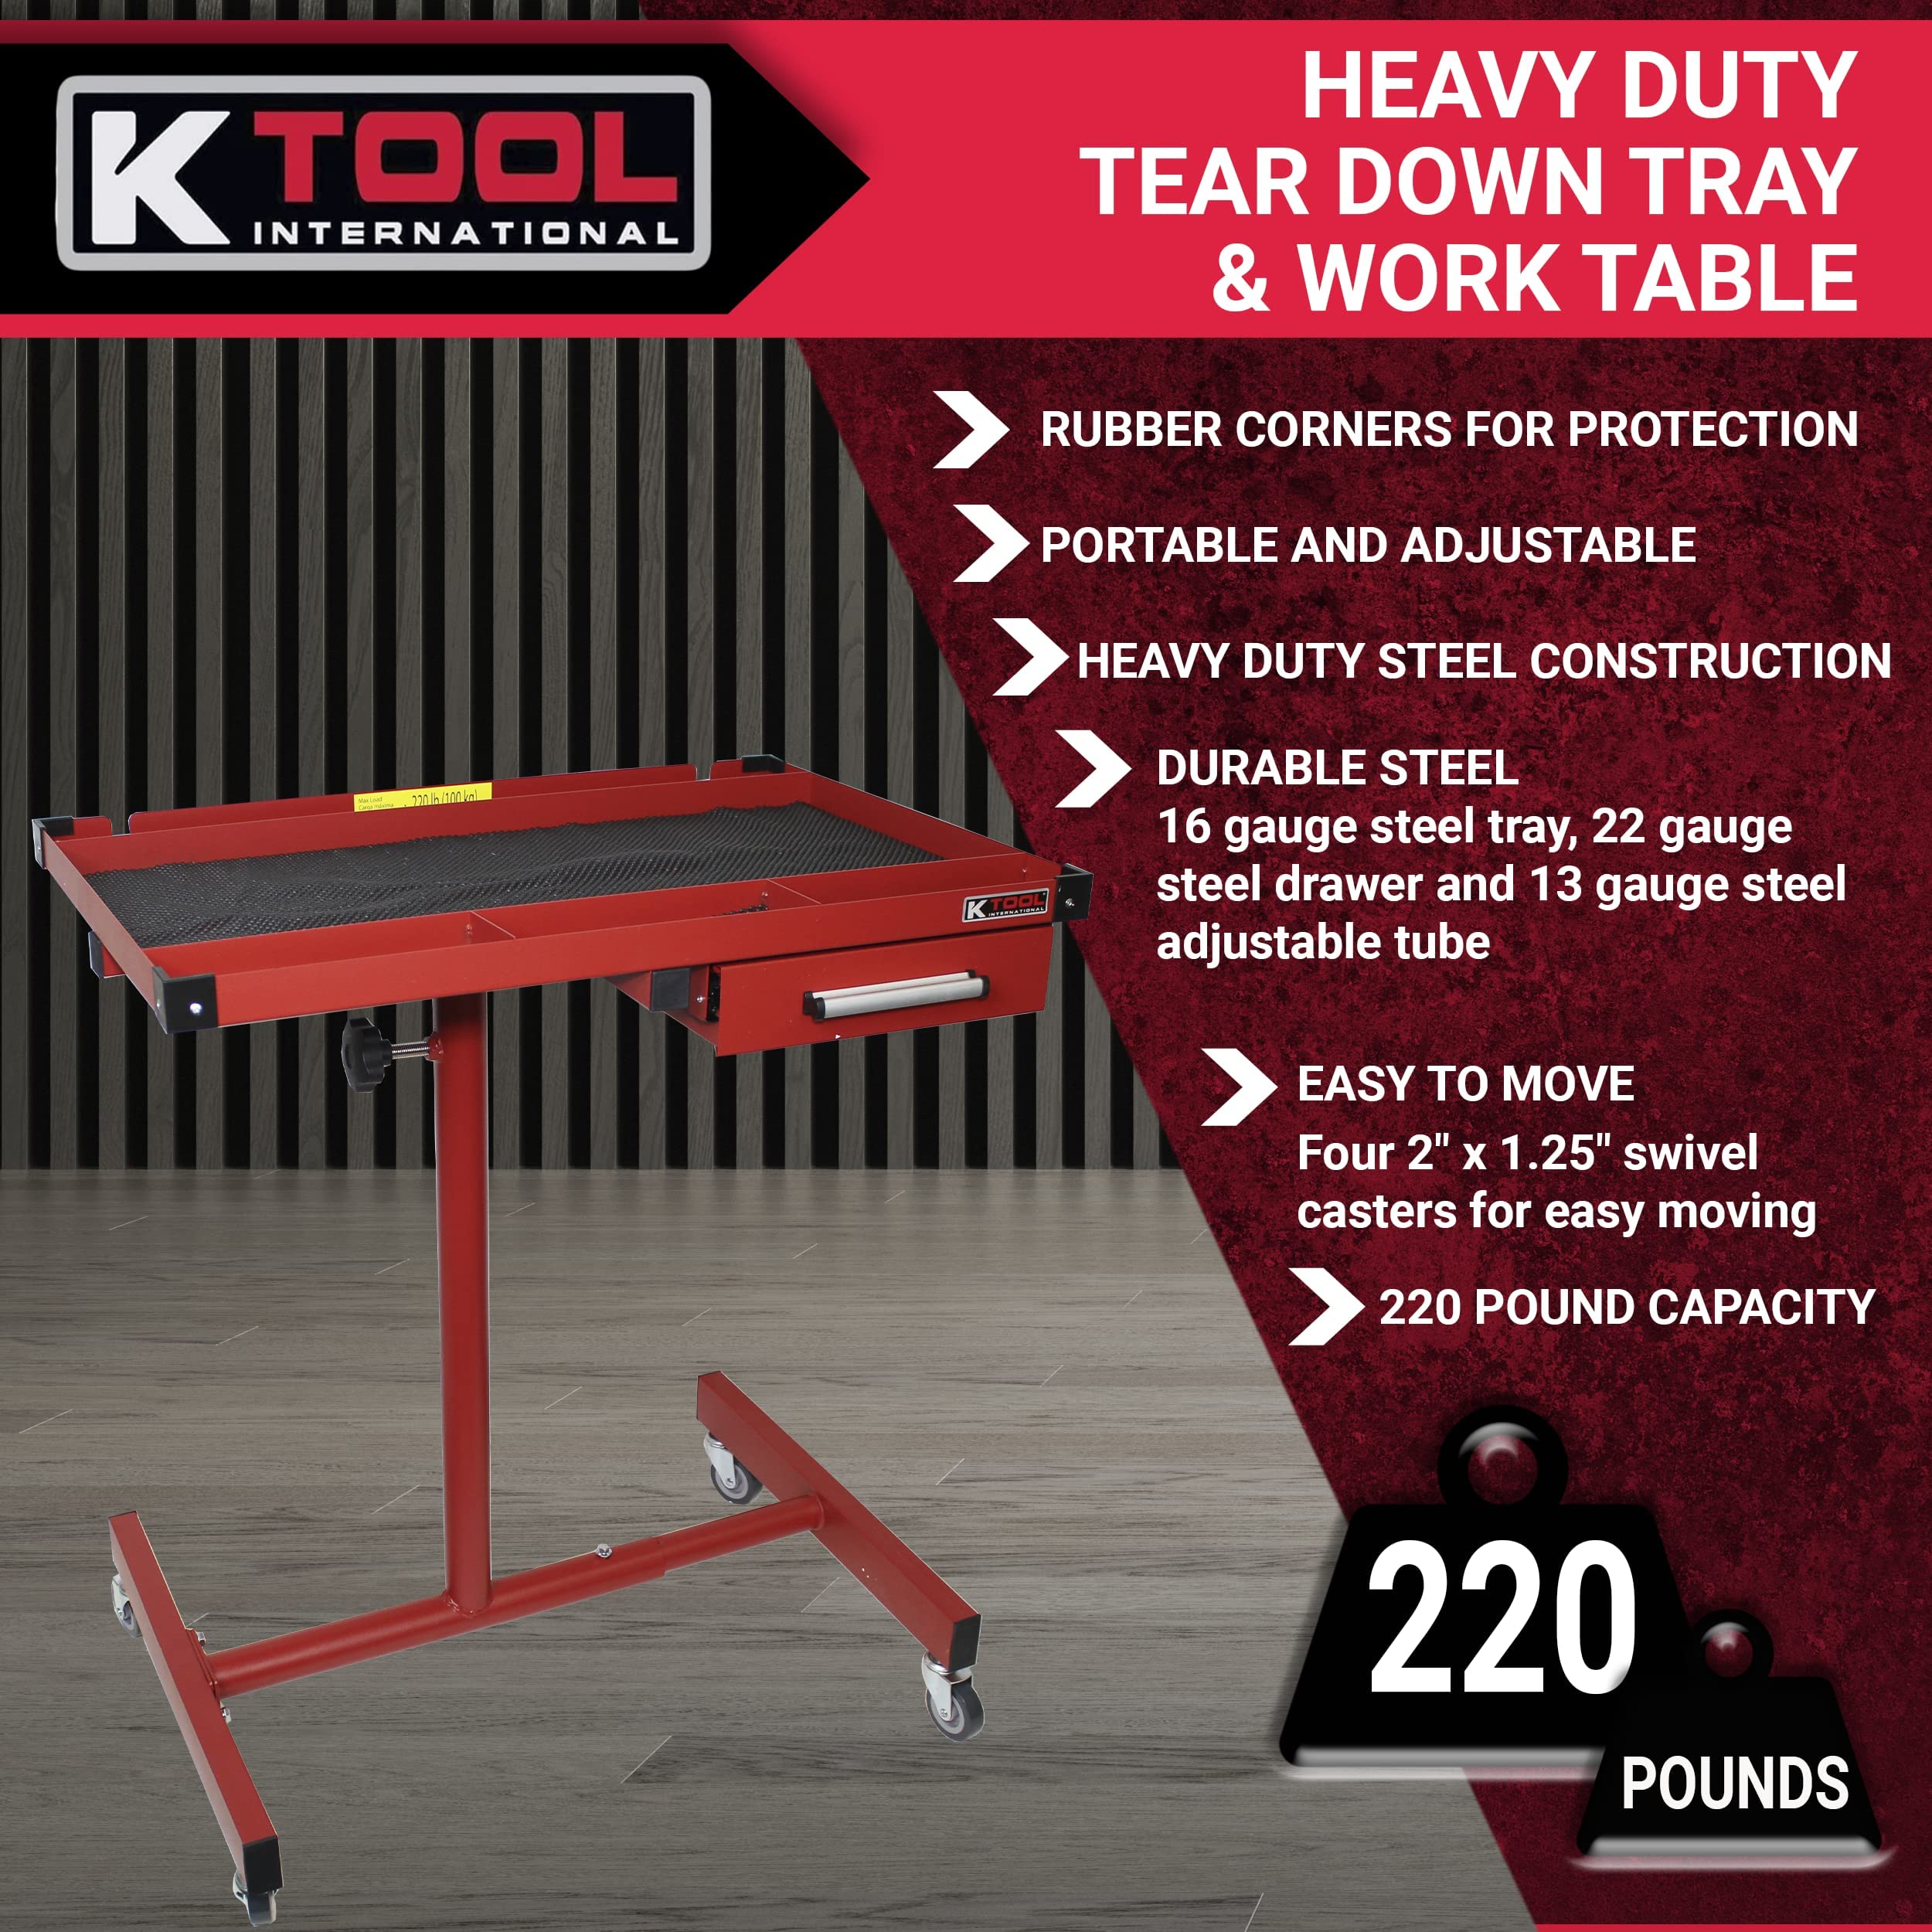 K TOOL
INTERNATIONAL
HEAVY DUTY
TEAR DOWN TRAY
& WORK TABLE
RUBBER CORNERS FOR PROTECTION
PORTABLE AND ADJUSTABLE
HEAVY DUTY STEEL CONSTRUCTION
DURABLE STEEL
16 gauge steel tray, 22 gauge
steel drawer and 13 gauge steel
adjustable tube
EASY TO MOVE
Four 2" x 1.25" swivel
casters for easy moving
220 POUND CAPACITY
Max Load
Carga máxima
220 lb (100 kg)
K TOOL
INTERNATIONAL
220
POUNDS